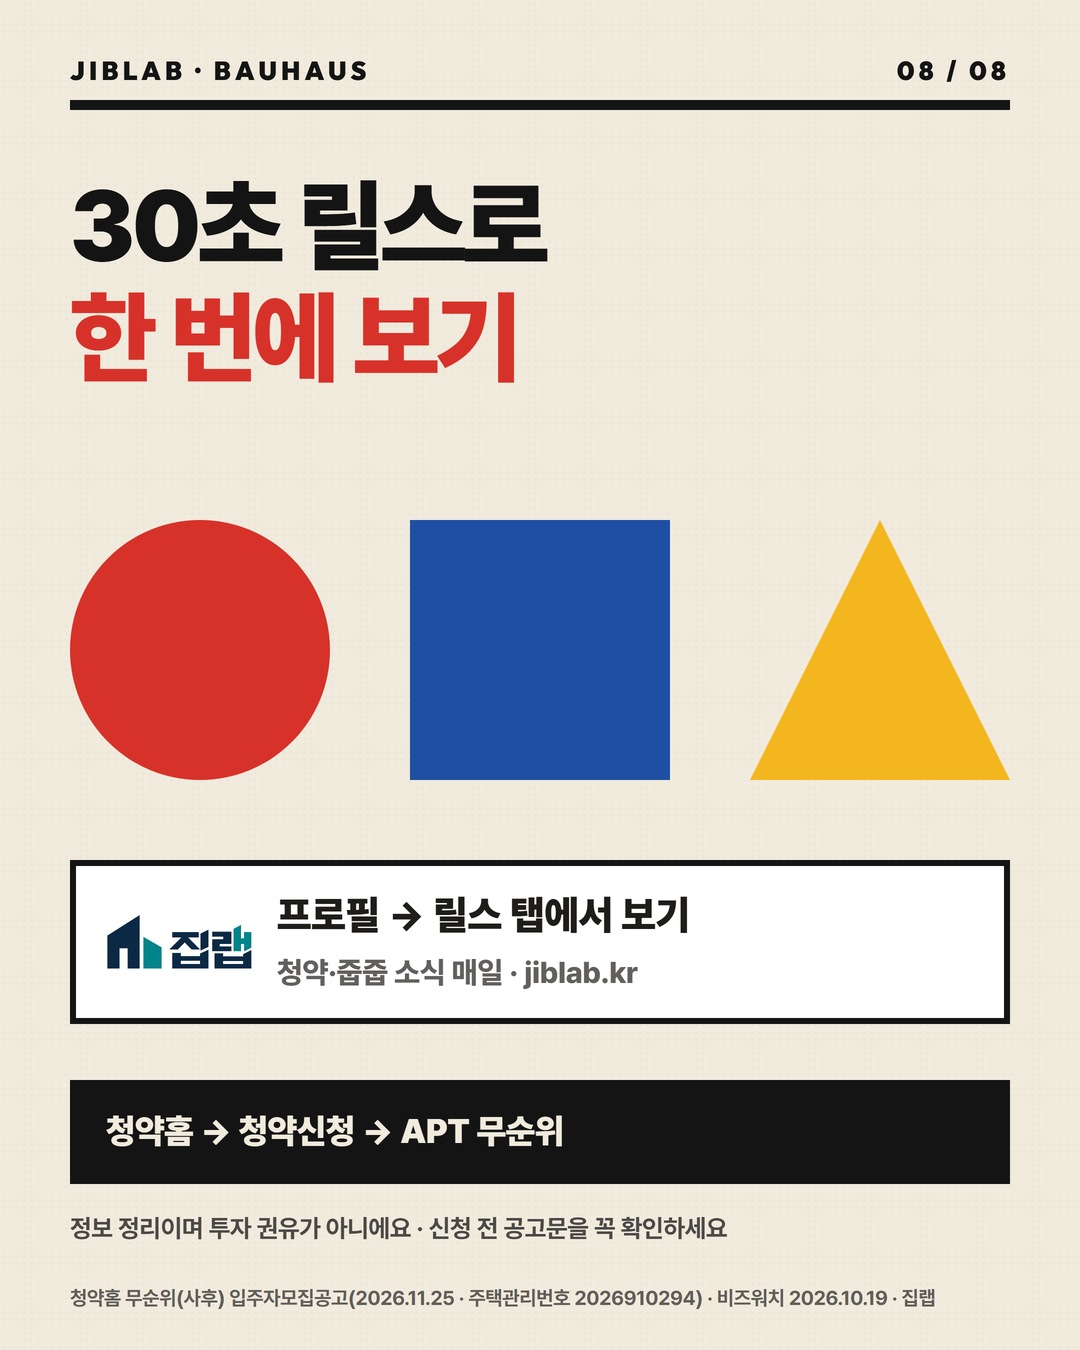 JIBLAB · BAUHAUS
08 / 08
30초 릴스로
한 번에 보기
집랩
프로필 → 릴스 탭에서 보기
청약·줍줍 소식 매일 · jiblab.kr
청약홈 → 청약신청 → APT 무순위
정보 정리이며 투자 권유가 아니에요 · 신청 전 공고문을 꼭 확인하세요
청약홈 무순위(사후) 입주자모집공고(2026.11.25 · 주택관리번호 2026910294) · 비즈워치 2026.10.19 · 집랩